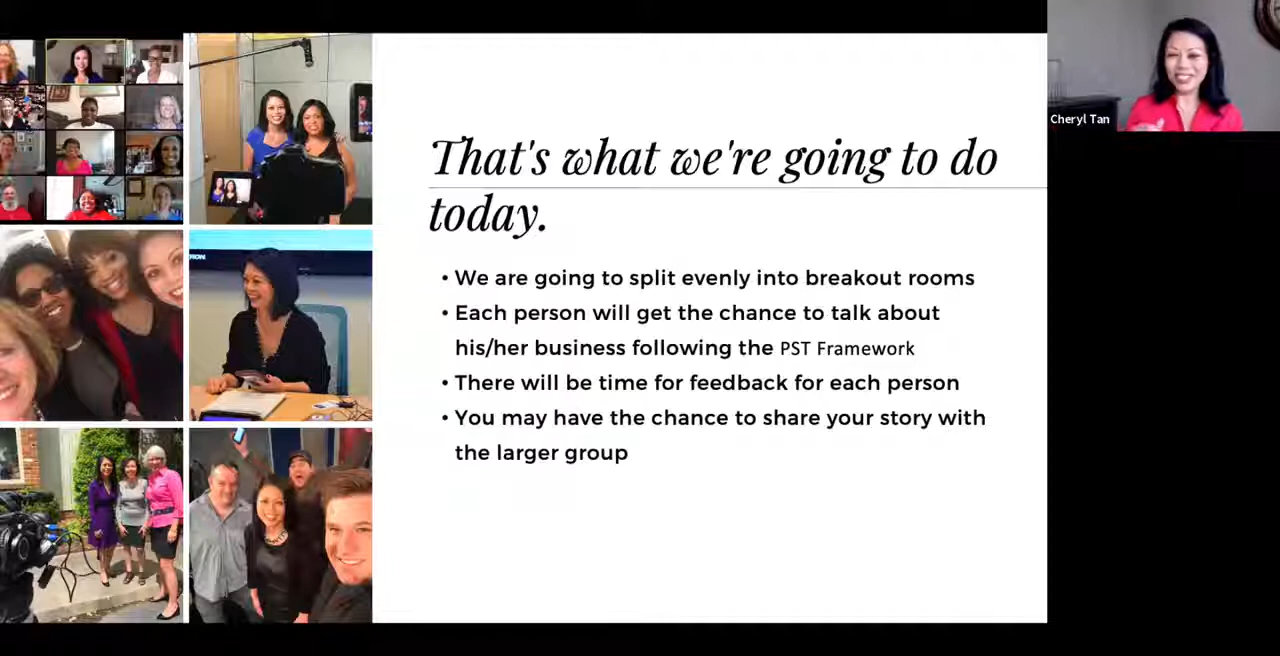 That's what we're going to do
today.
• We are going to split evenly into breakout rooms
• Each person will get the chance to talk about
his/her business following the PST Framework
• There will be time for feedback for each person
• You may have the chance to share your story with
the larger group
Cheryl Tan